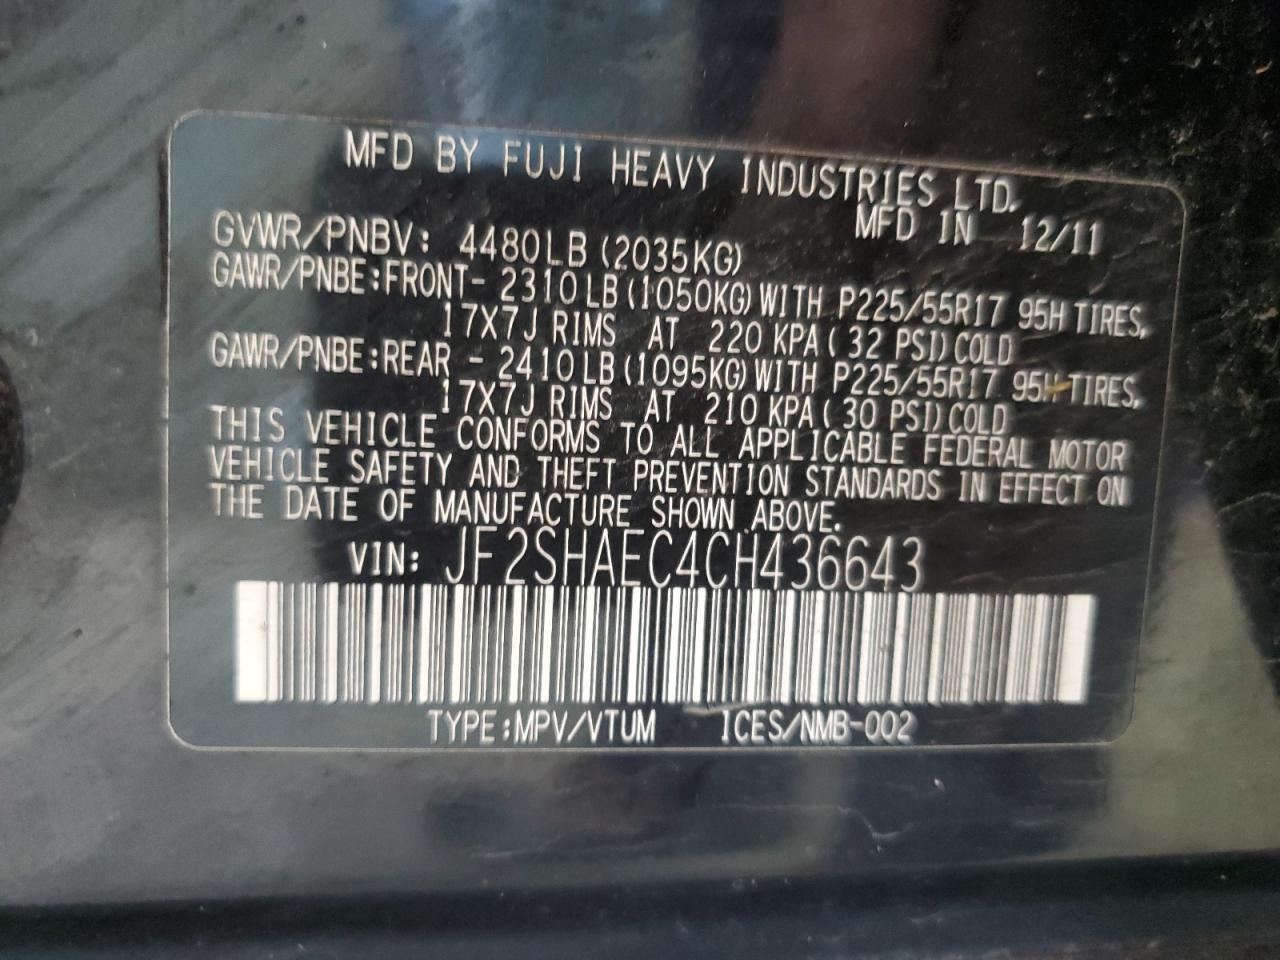 MFD BY FUJI HEAVY INDUSTRIES LTD.
MFD IN 12/11
GVWR/PNBV: 4480LB (2035KG)
GAWR/PNBE:FRONT- 2310LB(1050KG)WITH P225/55R17 95H TIRES,
17X7J RIMS AT 220 KPA( 32 PSI)COLD
GAWR/PNBE:REAR - 2410LB(1095KG)WITH P225/55R17 95H TIRES,
17X7J RIMS AT 210 KPA( 30 PSI)COLD
THIS VEHICLE CONFORMS TO ALL APPLICABLE FEDERAL MOTOR
VEHICLE SAFETY AND THEFT PREVENTION STANDARDS IN EFFECT ON
THE DATE OF MANUFACTURE SHOWN ABOVE.
VIN: JF2SHAEC4CH436643
TYPE:MPV/VTUM ICES/NMB-002